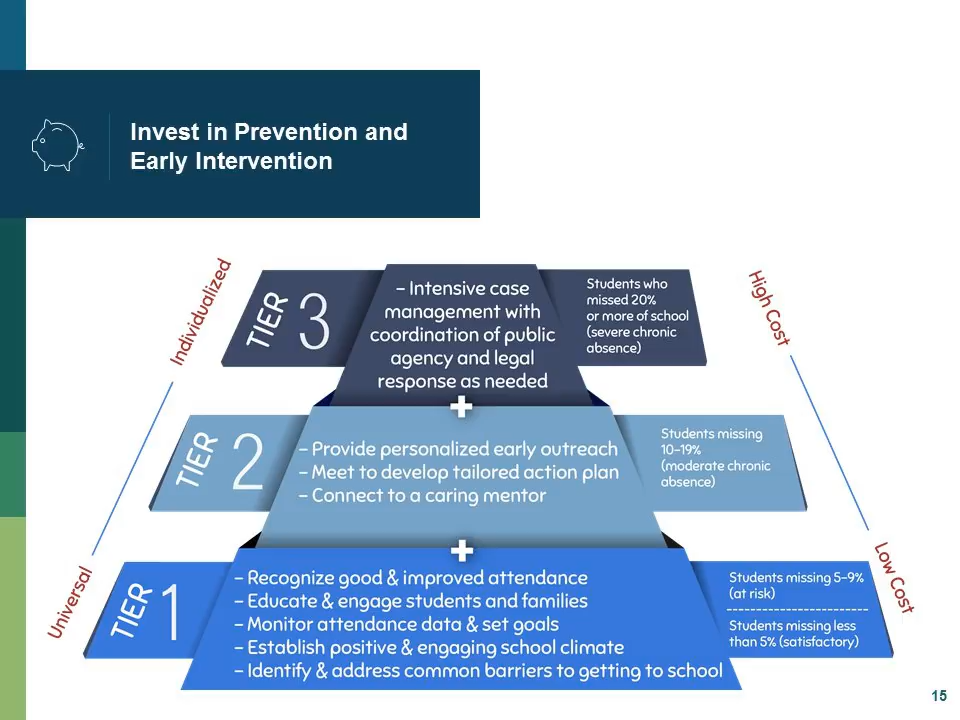 Invest in Prevention and
Early Intervention
Individualized
Universal
High Cost
Low Cost
TIER 3
– Intensive case
management with
coordination of public
agency and legal
response as needed
Students who
missed 20%
or more of school
(severe chronic
absence)
+
TIER 2
– Provide personalized early outreach
– Meet to develop tailored action plan
– Connect to a caring mentor
Students missing
10–19%
(moderate chronic
absence)
+
TIER 1
– Recognize good & improved attendance
– Educate & engage students and families
– Monitor attendance data & set goals
– Establish positive & engaging school climate
– Identify & address common barriers to getting to school
Students missing 5–9%
(at risk)
Students missing less
than 5% (satisfactory)
15